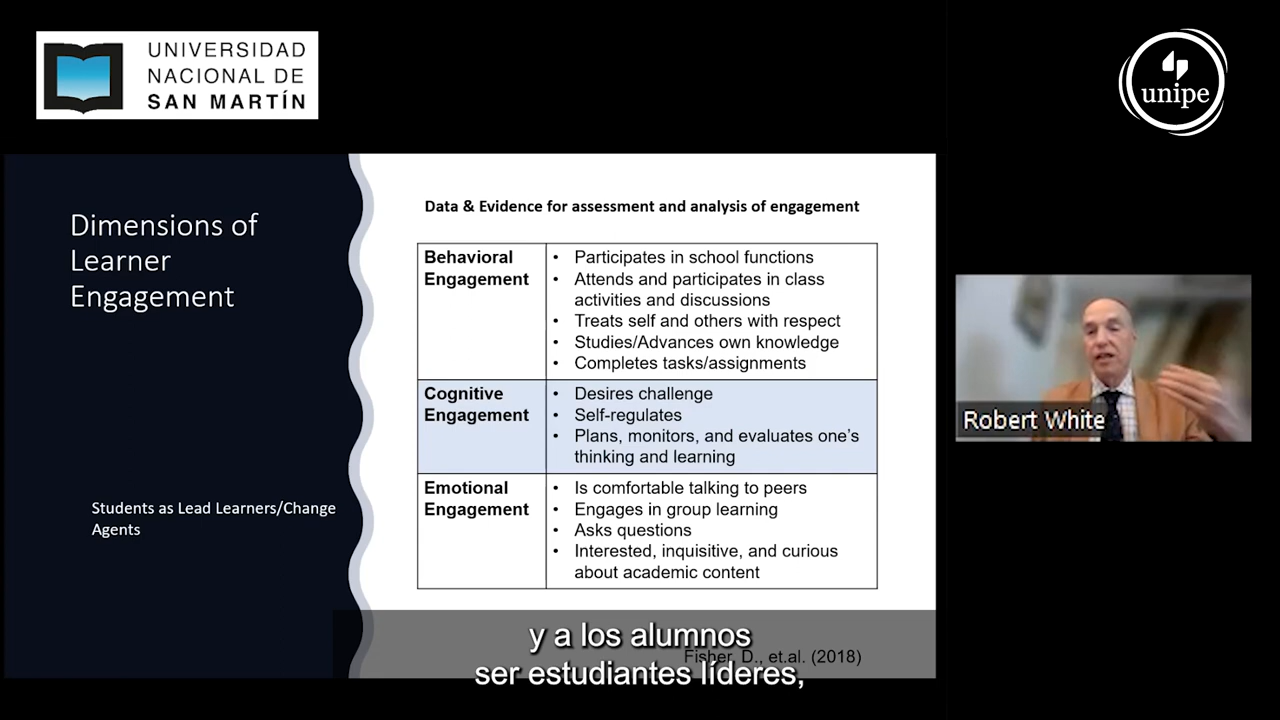 UNIVERSIDAD
NACIONAL DE
SAN MARTÍN
unipe
Dimensions of
Learner
Engagement
Students as Lead Learners/Change
Agents
Data & Evidence for assessment and analysis of engagement
Behavioral
Engagement
• Participates in school functions
• Attends and participates in class
activities and discussions
• Treats self and others with respect
• Studies/Advances own knowledge
• Completes tasks/assignments
Cognitive
Engagement
• Desires challenge
• Self-regulates
• Plans, monitors, and evaluates one's
thinking and learning
Emotional
Engagement
• Is comfortable talking to peers
• Engages in group learning
• Asks questions
• Interested, inquisitive, and curious
about academic content
Fisher, D., et.al. (2018)
Robert White
y a los alumnos
ser estudiantes líderes,